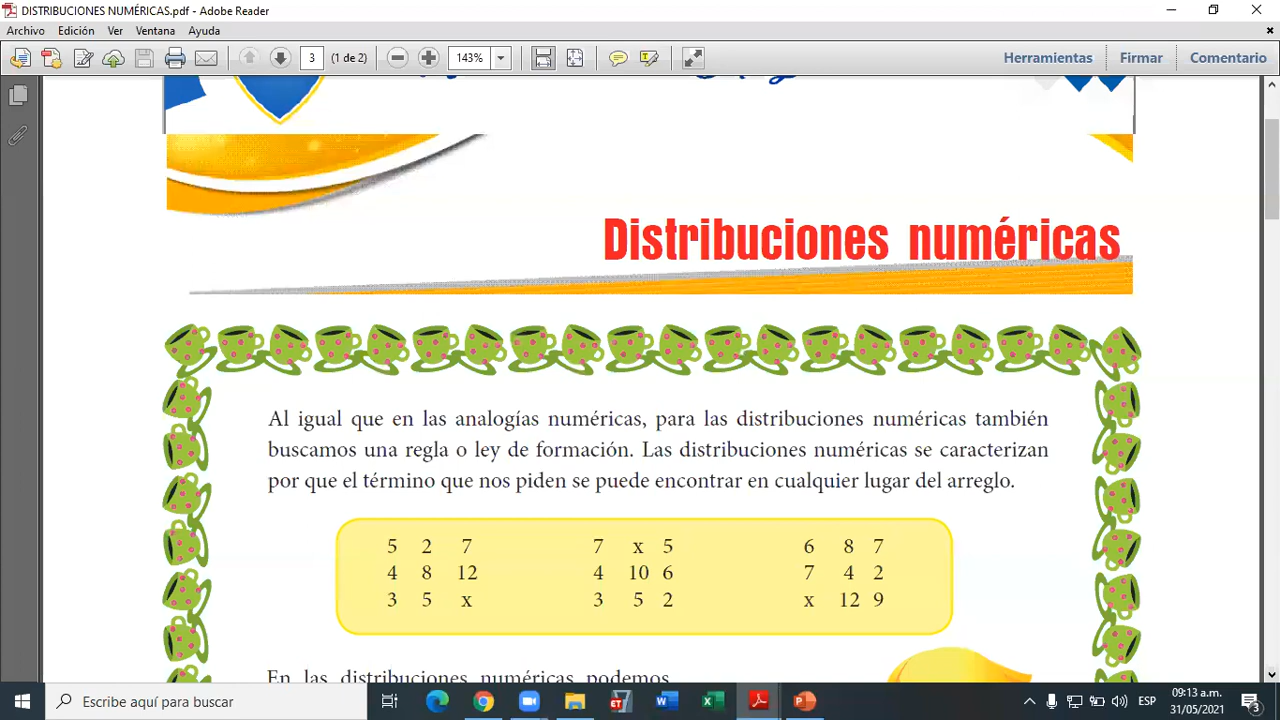 DISTRIBUCIONES NUMÉRICAS.pdf - Adobe Reader
Archivo Edición Ver Ventana Ayuda
3 (1 de 2) 143% Herramientas Firmar Comentario
Distribuciones numéricas
Al igual que en las analogías numéricas, para las distribuciones numéricas también
buscamos una regla o ley de formación. Las distribuciones numéricas se caracterizan
por que el término que nos piden se puede encontrar en cualquier lugar del arreglo.
5 2 7 7 x 5 6 8 7
4 8 12 4 10 6 7 4 2
3 5 x 3 5 2 x 12 9
En las distribuciones numéricas podemos
Escribe aquí para buscar
ESP
09:13 a.m.
31/05/2021
3